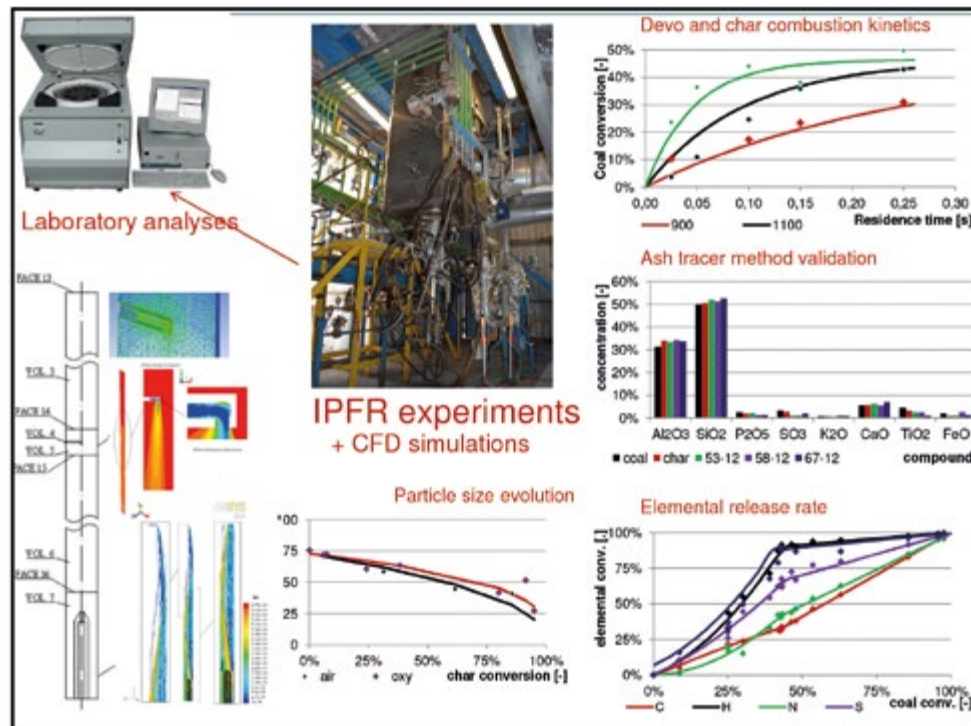 Laboratory analyses
FACE 13
VOL. 3
FACE 14
VOL. 4
FACE 15
VOL. 6
VOL. 7
IPFR experiments
+ CFD simulations
Particle size evolution
75
50
25
0
0% 25% 50% 75% 100%
char conversion [-]
air oxy
Devo and char combustion kinetics
Coal conversion [-]
50%
40%
30%
20%
10%
0%
0,00 0,05 0,10 0,15 0,20 0,25 0,30
Residence time [s]
900 1100
Ash tracer method validation
concentration [-]
60%
50%
40%
30%
20%
10%
0%
Al2O3 SiO2 P2O5 SO3 K2O CaO TiO2 FeO
coal char 53-12 58-12 67-12 compound
Elemental release rate
elemental conv. [-]
100%
75%
50%
25%
0%
0% 25% 50% 75% 100%
coal conv. [-]
C H N S